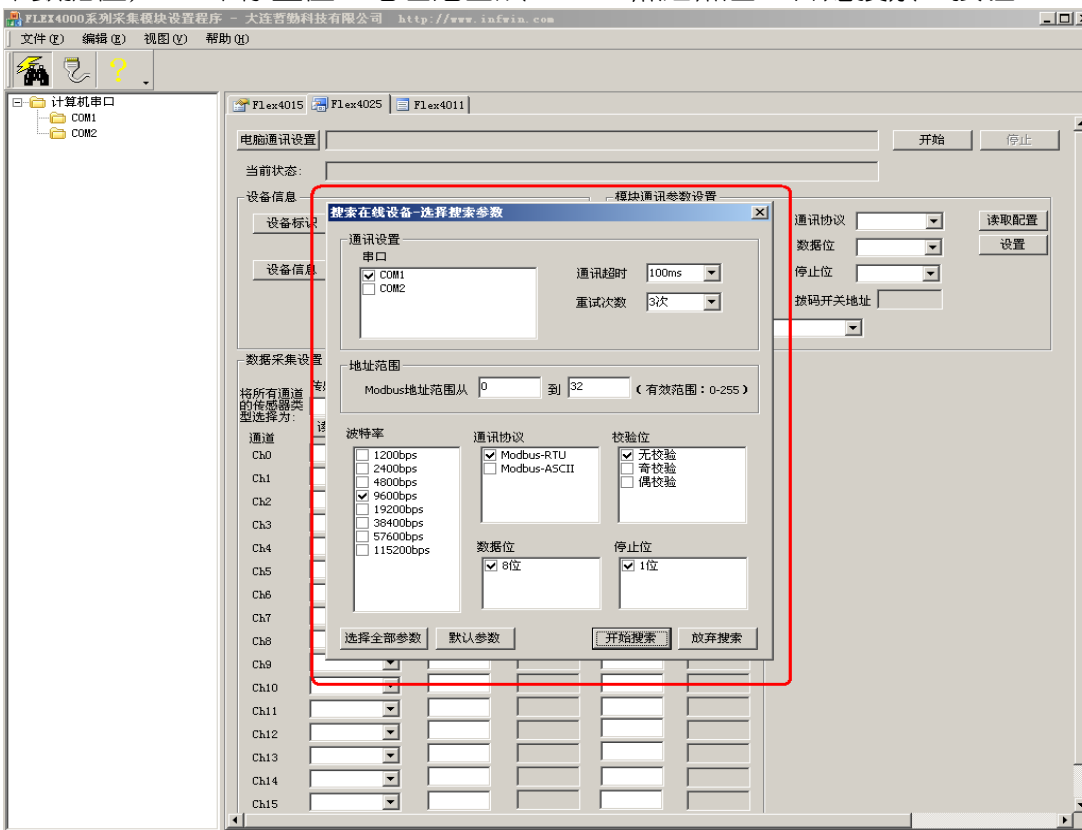 FLEX4000系列采集模块设置程序 - 大连哲勤科技有限公司 http://www.infwin.com
文件(F) 编辑(E) 视图(V) 帮助(H)
计算机串口
COM1
COM2
Flex4015 Flex4025 Flex4011
电脑通讯设置 开始 停止
当前状态:
设备信息 模块通讯参数设置
设备标识 通讯协议 读取配置
数据位 设置
设备信息 停止位
拨码开关地址
搜索在线设备-选择搜索参数
通讯设置
串口
COM1
COM2
通讯超时 100ms
重试次数 3次
地址范围
Modbus地址范围从 0 到 32 (有效范围:0-255)
波特率
1200bps
2400bps
4800bps
9600bps
19200bps
38400bps
57600bps
115200bps
通讯协议
Modbus-RTU
Modbus-ASCII
校验位
无校验
奇校验
偶校验
数据位
8位
停止位
1位
选择全部参数 默认参数 开始搜索 放弃搜索
数据采集设置
将所有通道
的传感器类
型选择为:
通道
Ch0
Ch1
Ch2
Ch3
Ch4
Ch5
Ch6
Ch7
Ch8
Ch9
Ch10
Ch11
Ch12
Ch13
Ch14
Ch15